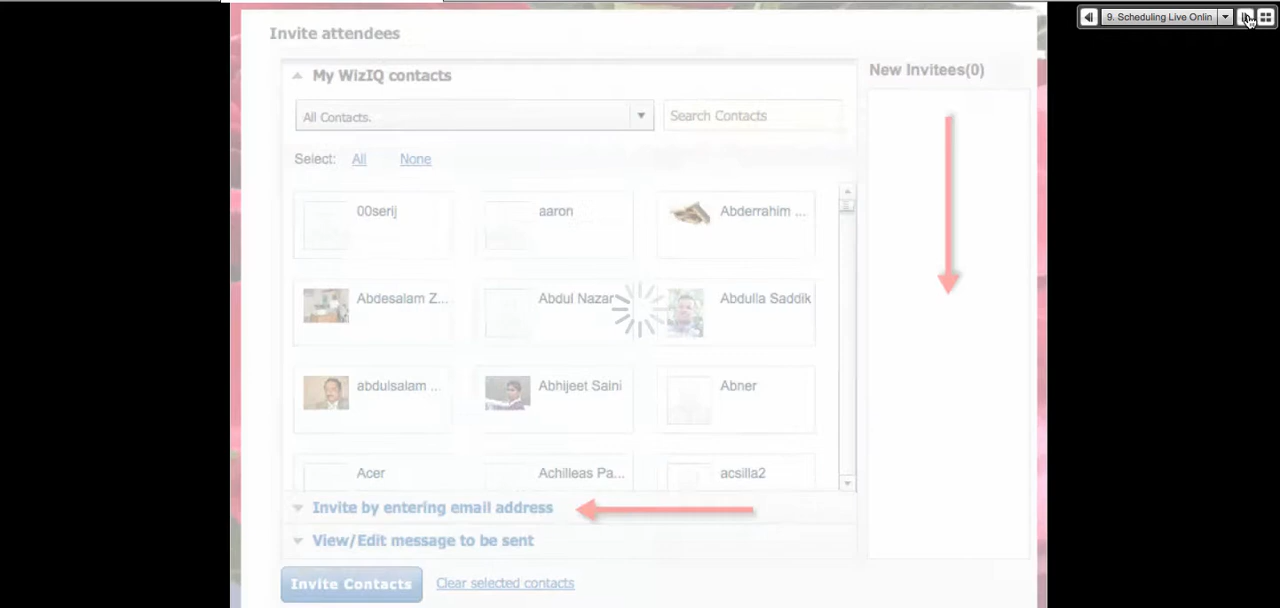 9. Scheduling Live Onlin
Invite attendees
My WizIQ contacts
New Invitees(0)
All Contacts.
Search Contacts
Select: All None
00serij
aaron
Abderrahim ...
Abdesalam Z...
Abdul Nazar
Abdulla Saddik
abdulsalam ...
Abhijeet Saini
Abner
Acer
Achilleas Pa...
acsilla2
Invite by entering email address
View/Edit message to be sent
Invite Contacts
Clear selected contacts